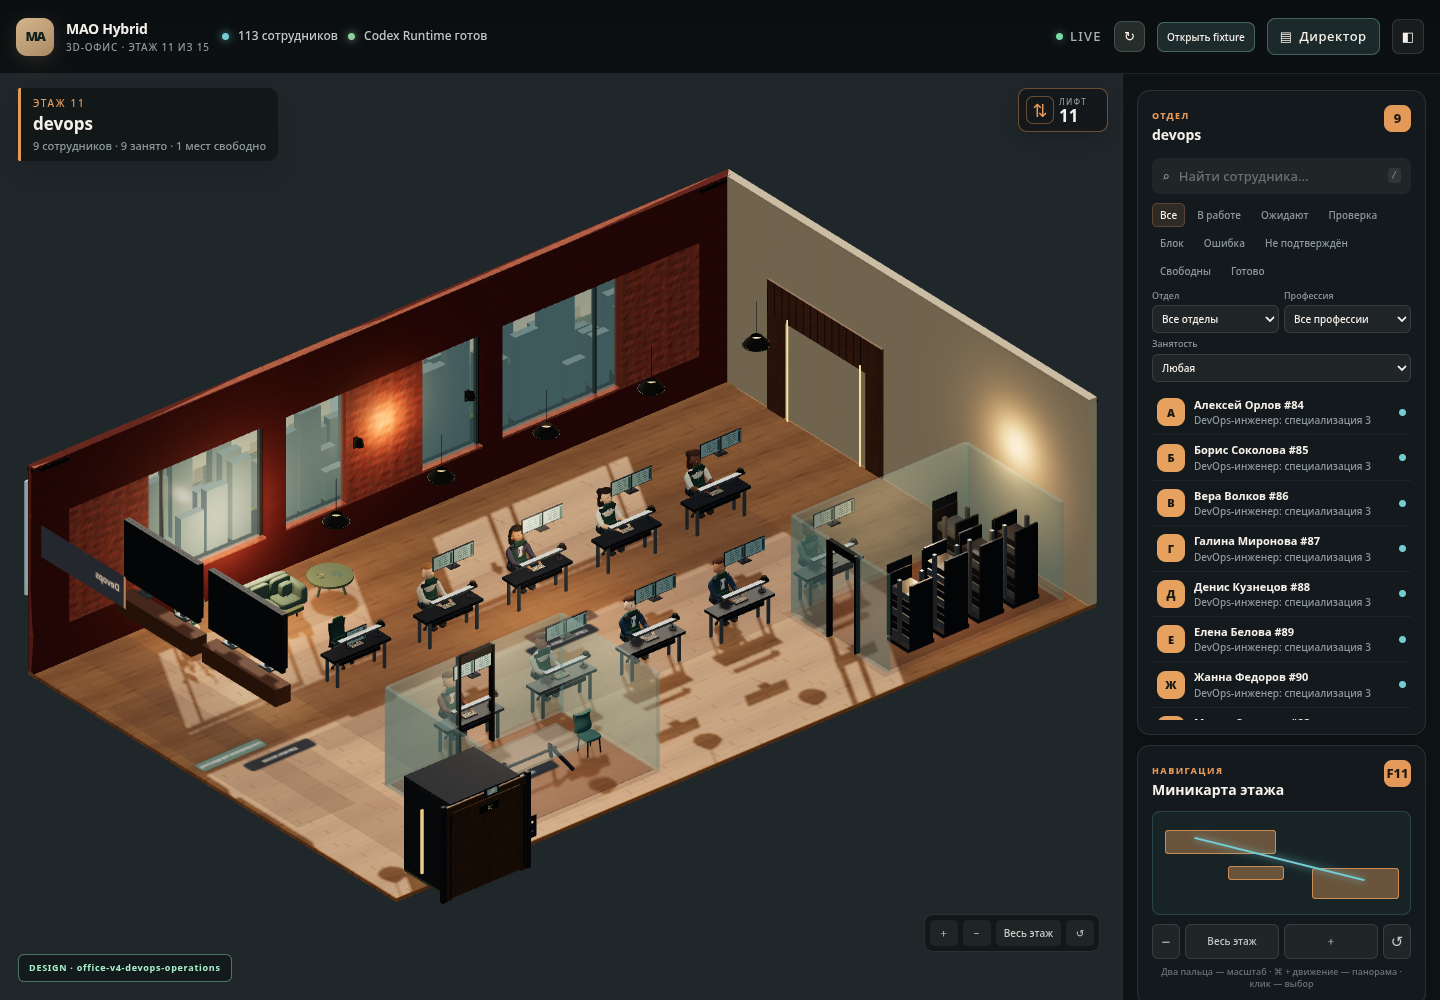 MA
MAO Hybrid
3D-ОФИС · ЭТАЖ 11 ИЗ 15
113 сотрудников
Codex Runtime готов
LIVE
↻
Открыть fixture
Директор
ЭТАЖ 11
devops
9 сотрудников · 9 занято · 1 мест свободно
ЛИФТ
11
Devops
ОТДЕЛ
devops
9
Найти сотрудника...
/
Все
В работе
Ожидают
Проверка
Блок
Ошибка
Не подтверждён
Свободны
Готово
Отдел
Профессия
Все отделы
Все профессии
Занятость
Любая
А
Алексей Орлов #84
DevOps-инженер: специализация 3
Б
Борис Соколова #85
DevOps-инженер: специализация 3
В
Вера Волков #86
DevOps-инженер: специализация 3
Г
Галина Миронова #87
DevOps-инженер: специализация 3
Д
Денис Кузнецов #88
DevOps-инженер: специализация 3
Е
Елена Белова #89
DevOps-инженер: специализация 3
Ж
Жанна Федоров #90
DevOps-инженер: специализация 3
НАВИГАЦИЯ
Миникарта этажа
F11
− Весь этаж + ↺
Два пальца — масштаб · ⌘ + движение — панорама ·
клик — выбор
+ − Весь этаж ↺
DESIGN · office-v4-devops-operations